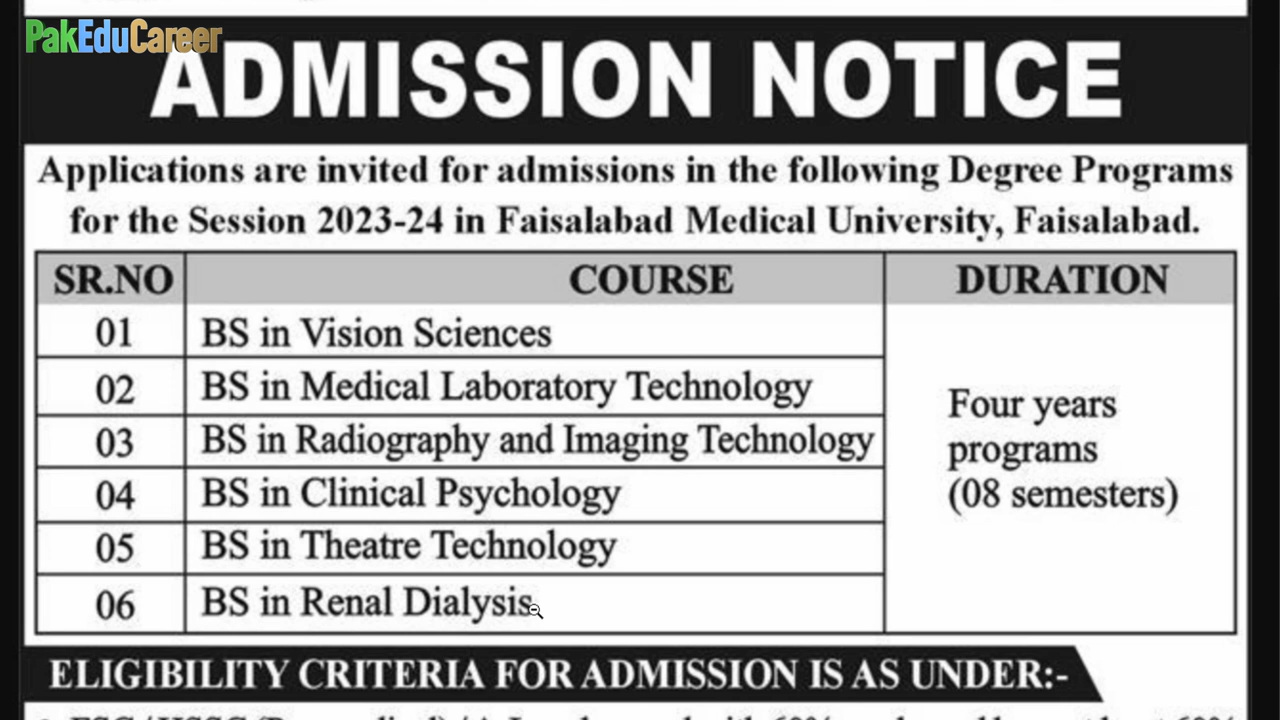 PakEduCareer
ADMISSION NOTICE
Applications are invited for admissions in the following Degree Programs
for the Session 2023-24 in Faisalabad Medical University, Faisalabad.
SR.NO COURSE DURATION
01 BS in Vision Sciences
02 BS in Medical Laboratory Technology
03 BS in Radiography and Imaging Technology
04 BS in Clinical Psychology
05 BS in Theatre Technology
06 BS in Renal Dialysis
Four years
programs
(08 semesters)
ELIGIBILITY CRITERIA FOR ADMISSION IS AS UNDER:-